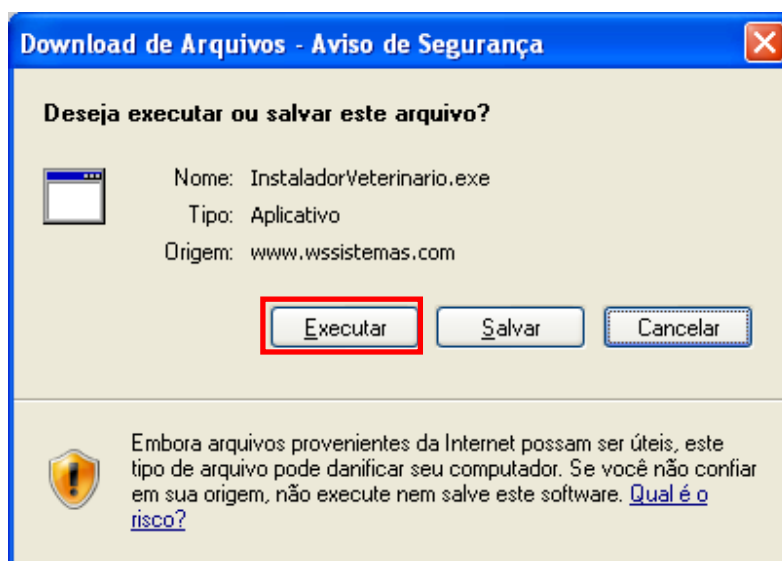 Download de Arquivos - Aviso de Segurança
Deseja executar ou salvar este arquivo?
Nome: InstaladorVeterinario.exe
Tipo: Aplicativo
Origem: www.wssistemas.com
Executar Salvar Cancelar
Embora arquivos provenientes da Internet possam ser úteis, este
tipo de arquivo pode danificar seu computador. Se você não confiar
em sua origem, não execute nem salve este software. Qual é o
risco?